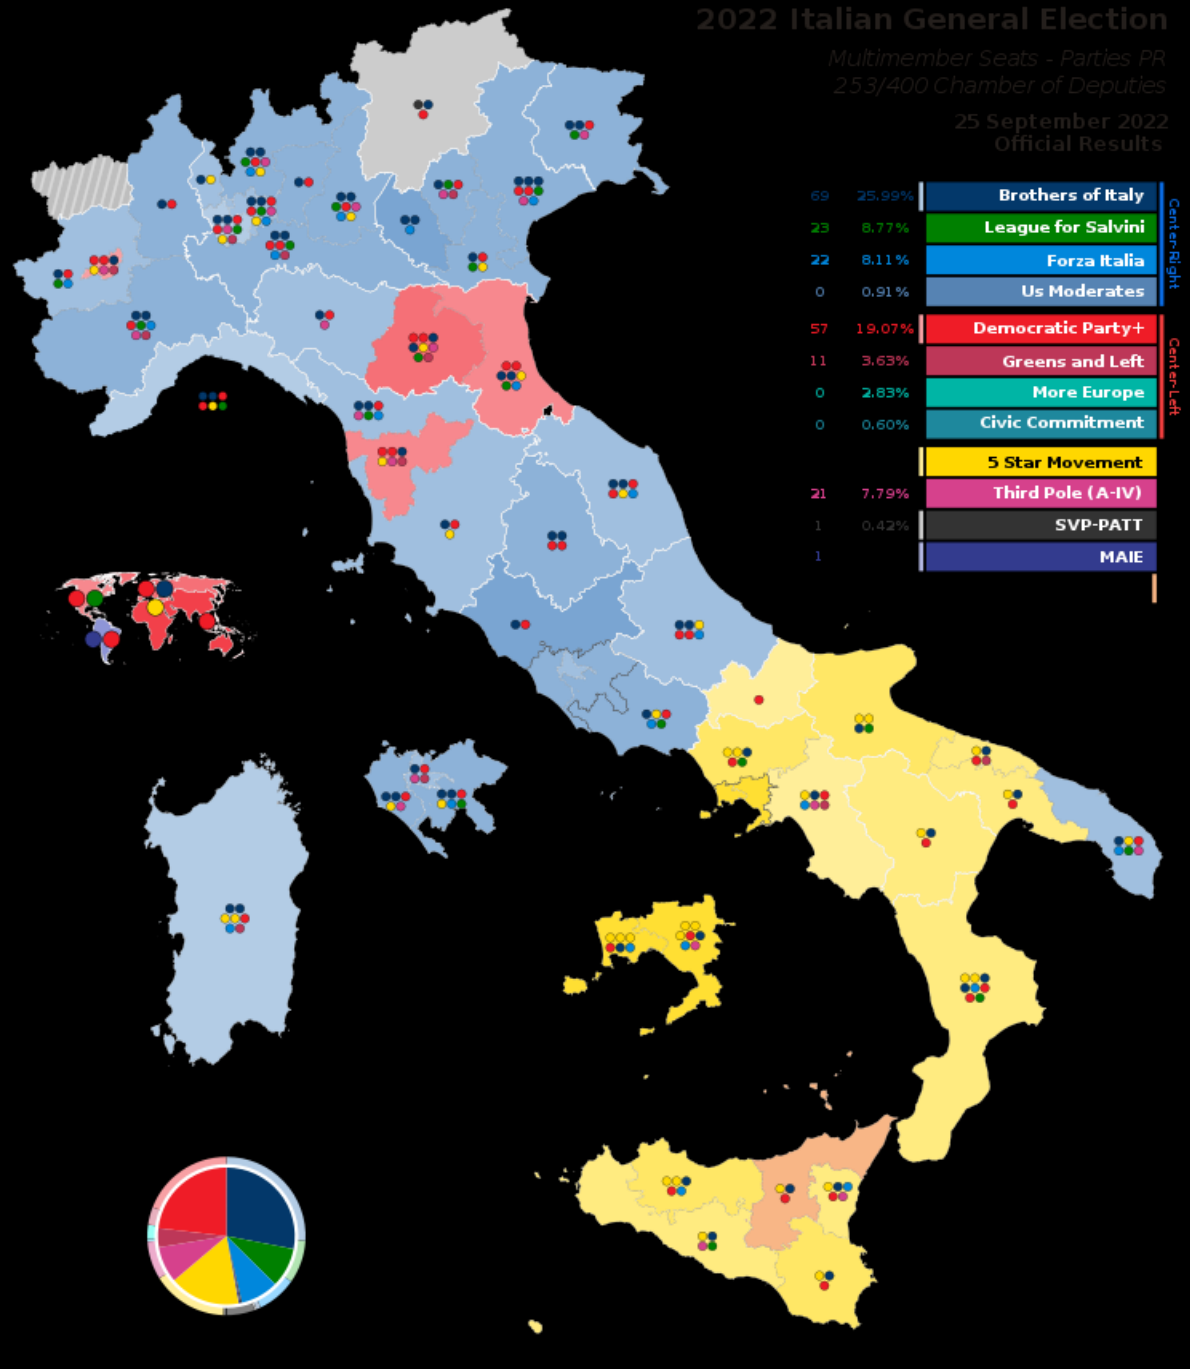 2022 Italian General Election
Multimember Seats - Parties PR
253/400 Chamber of Deputies
25 September 2022
Official Results
69 25.99% Brothers of Italy
23 8.77% League for Salvini
22 8.11% Forza Italia
0 0.91% Us Moderates
Center-Right
57 19.07% Democratic Party+
11 3.63% Greens and Left
0 2.83% More Europe
0 0.60% Civic Commitment
Center-Left
5 Star Movement
21 7.79% Third Pole (A-IV)
1 0.42% SVP-PATT
1 MAIE